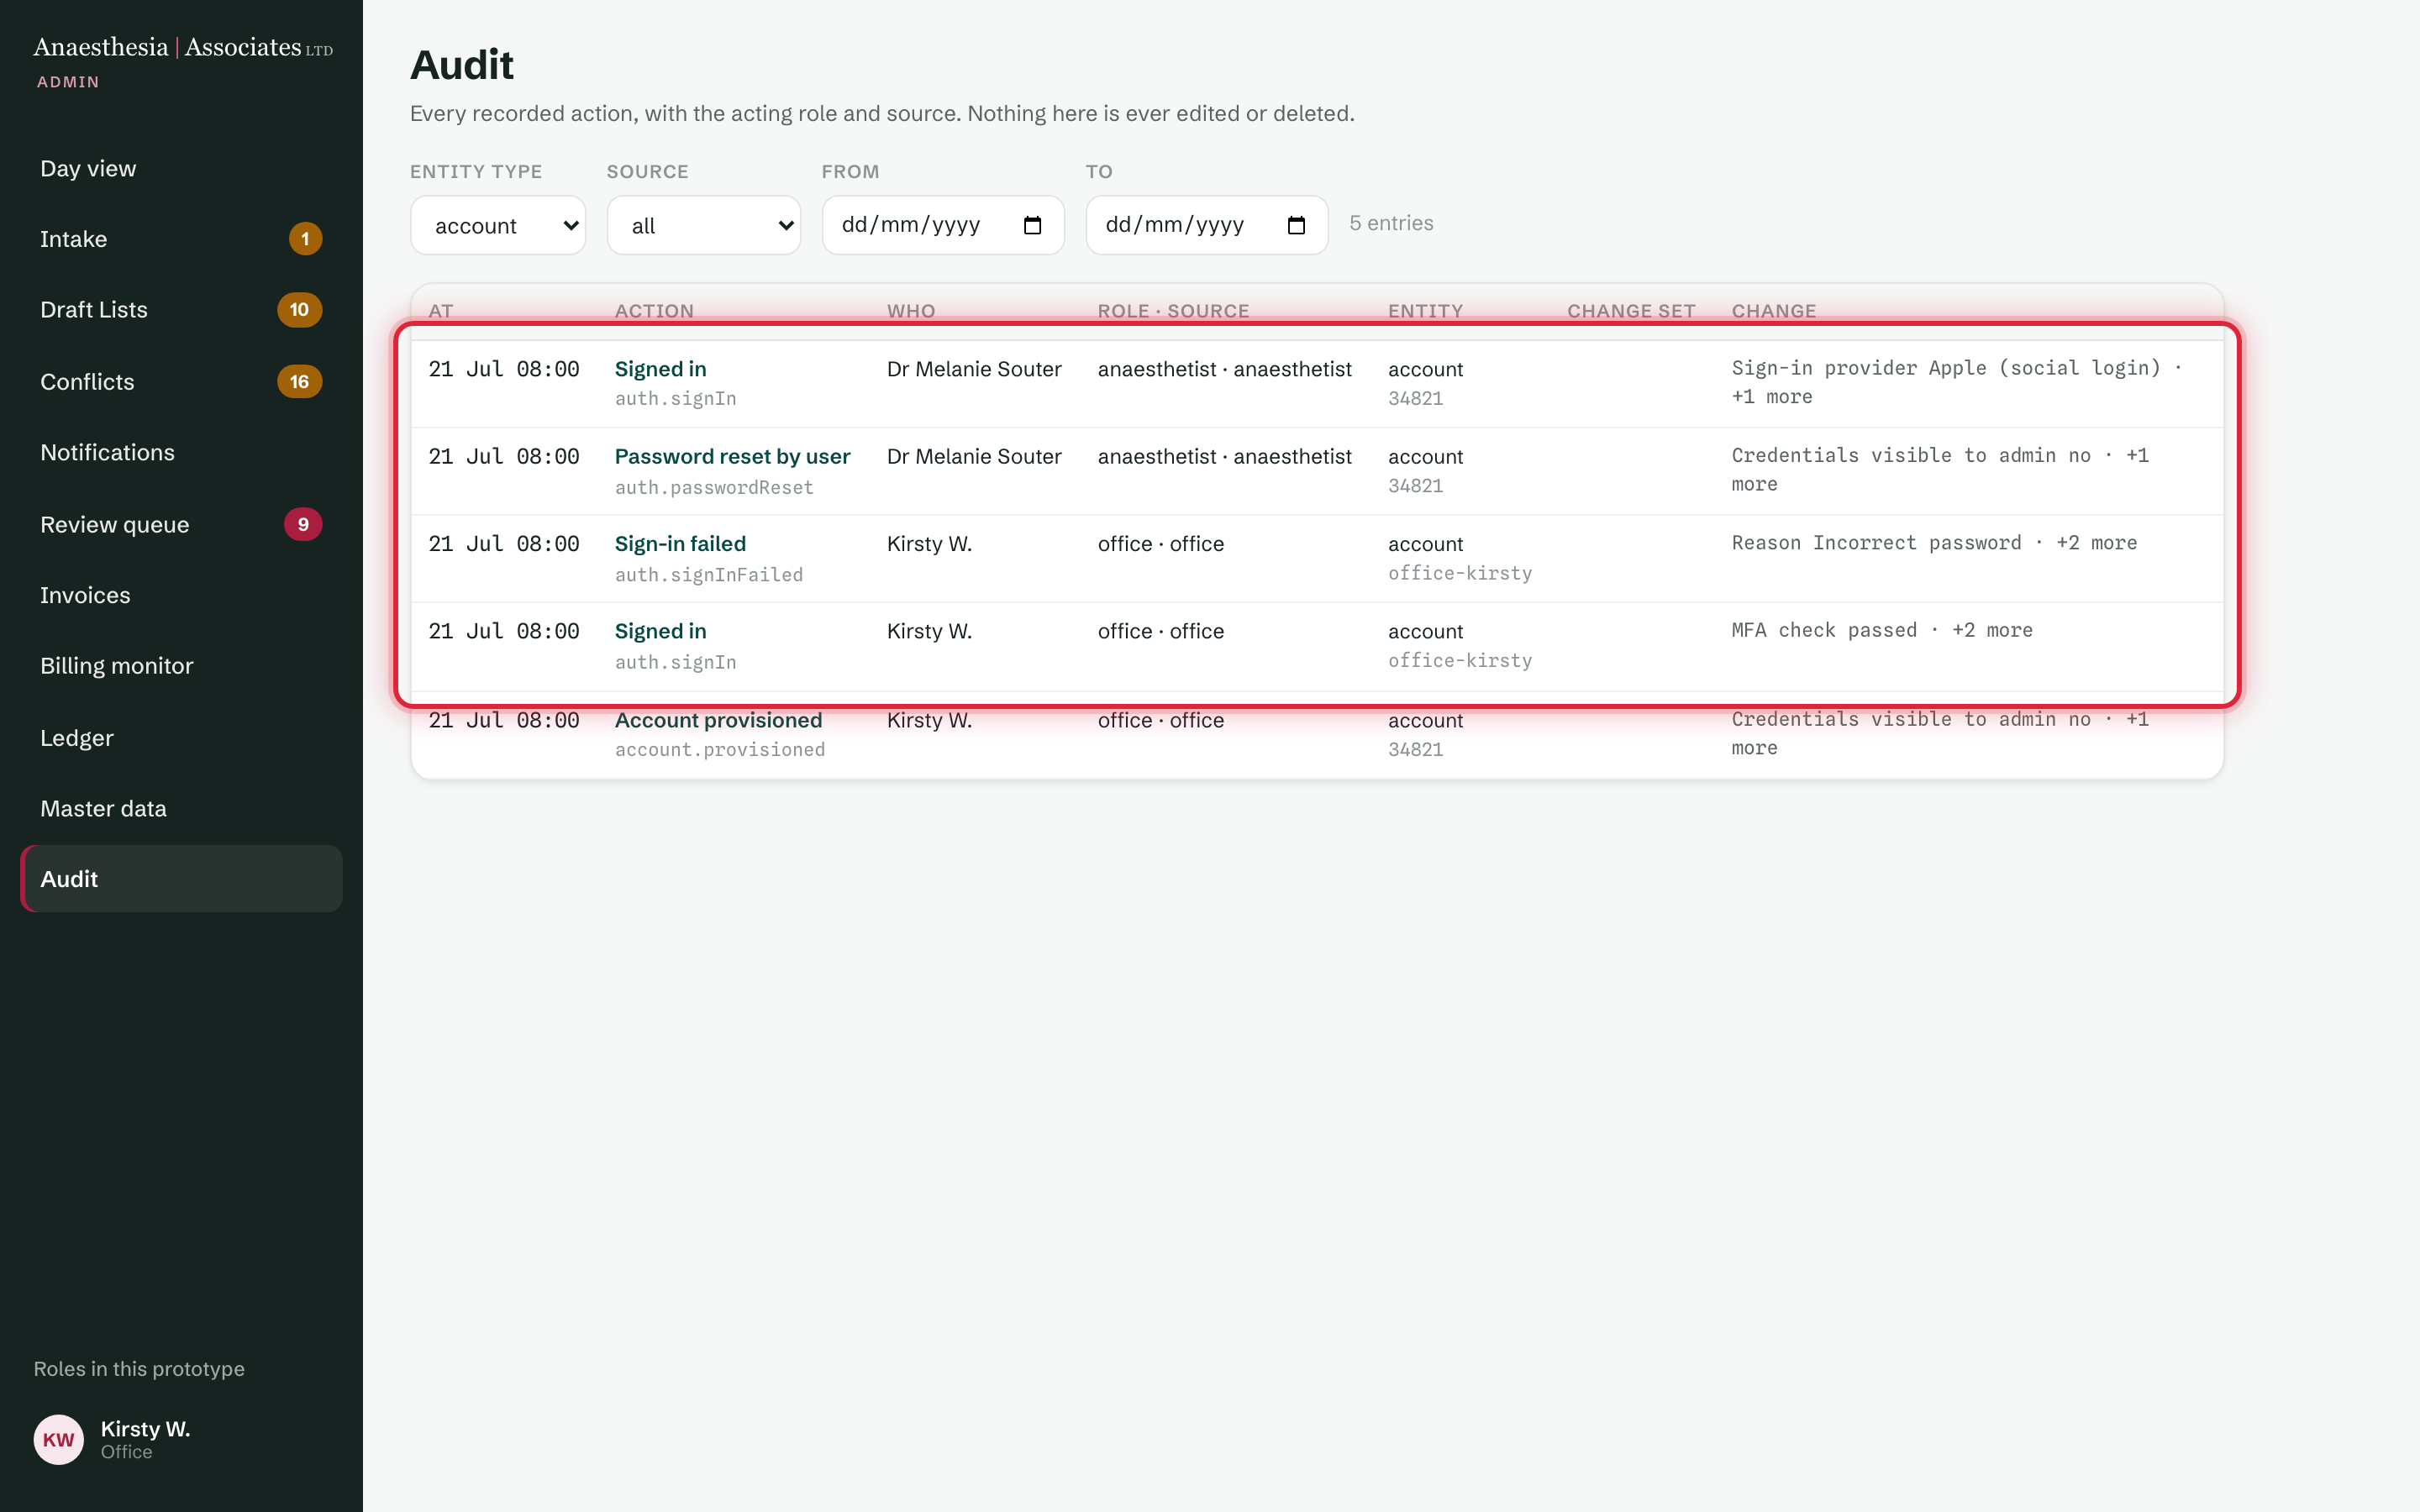 Anaesthesia | Associates LTD
ADMIN
Day view
Intake 1
Draft Lists 10
Conflicts 16
Notifications
Review queue 9
Invoices
Billing monitor
Ledger
Master data
Audit
Roles in this prototype
KW Kirsty W.
Office
Audit
Every recorded action, with the acting role and source. Nothing here is ever edited or deleted.
ENTITY TYPE SOURCE FROM TO
account all dd/mm/yyyy dd/mm/yyyy 5 entries
AT ACTION WHO ROLE · SOURCE ENTITY CHANGE SET CHANGE
21 Jul 08:00 Signed in Dr Melanie Souter anaesthetist · anaesthetist account Sign-in provider Apple (social login) ·
auth.signIn 34821 +1 more
21 Jul 08:00 Password reset by user Dr Melanie Souter anaesthetist · anaesthetist account Credentials visible to admin no · +1
auth.passwordReset 34821 more
21 Jul 08:00 Sign-in failed Kirsty W. office · office account Reason Incorrect password · +2 more
auth.signInFailed office-kirsty
21 Jul 08:00 Signed in Kirsty W. office · office account MFA check passed · +2 more
auth.signIn office-kirsty
21 Jul 08:00 Account provisioned Kirsty W. office · office account Credentials visible to admin no · +1
account.provisioned 34821 more